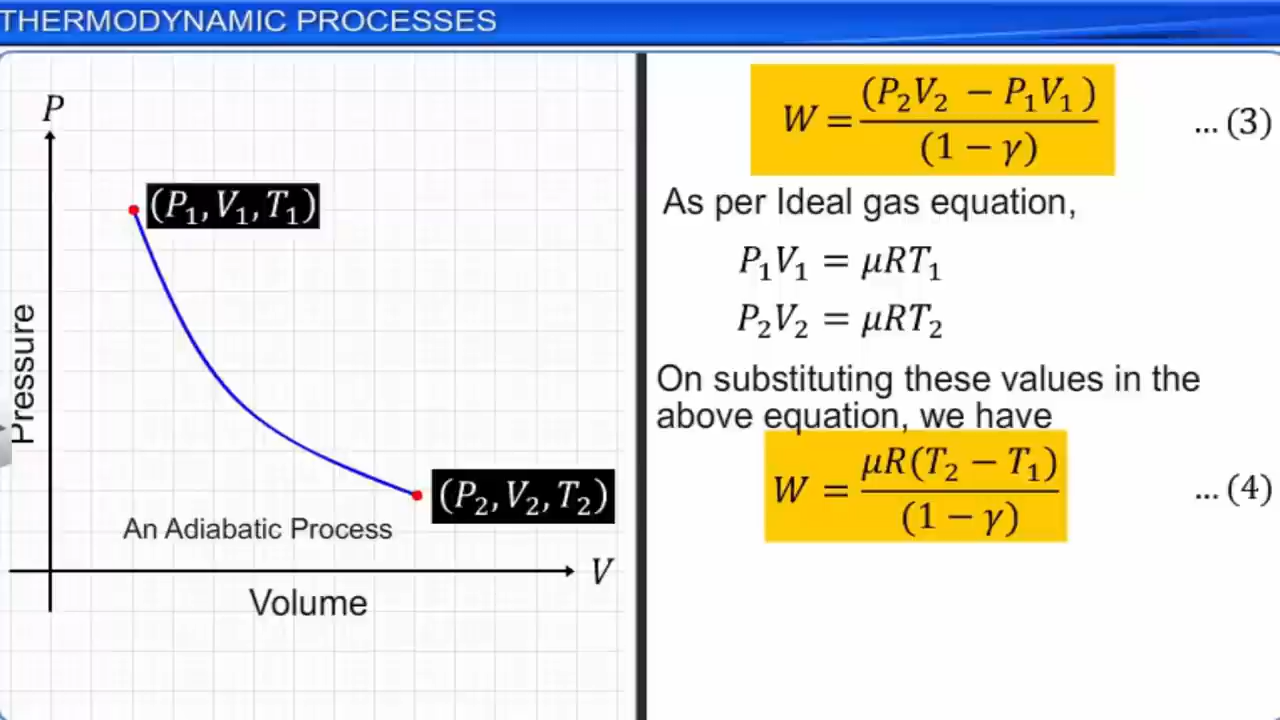 THERMODYNAMIC PROCESSES
P
(P₁, V₁, T₁)
Pressure
(P₂, V₂, T₂)
An Adiabatic Process
V
Volume
W = (P₂V₂ − P₁V₁) / (1 − γ) ... (3)
As per Ideal gas equation,
P₁V₁ = μRT₁
P₂V₂ = μRT₂
On substituting these values in the
above equation, we have
W = μR(T₂ − T₁) / (1 − γ) ... (4)